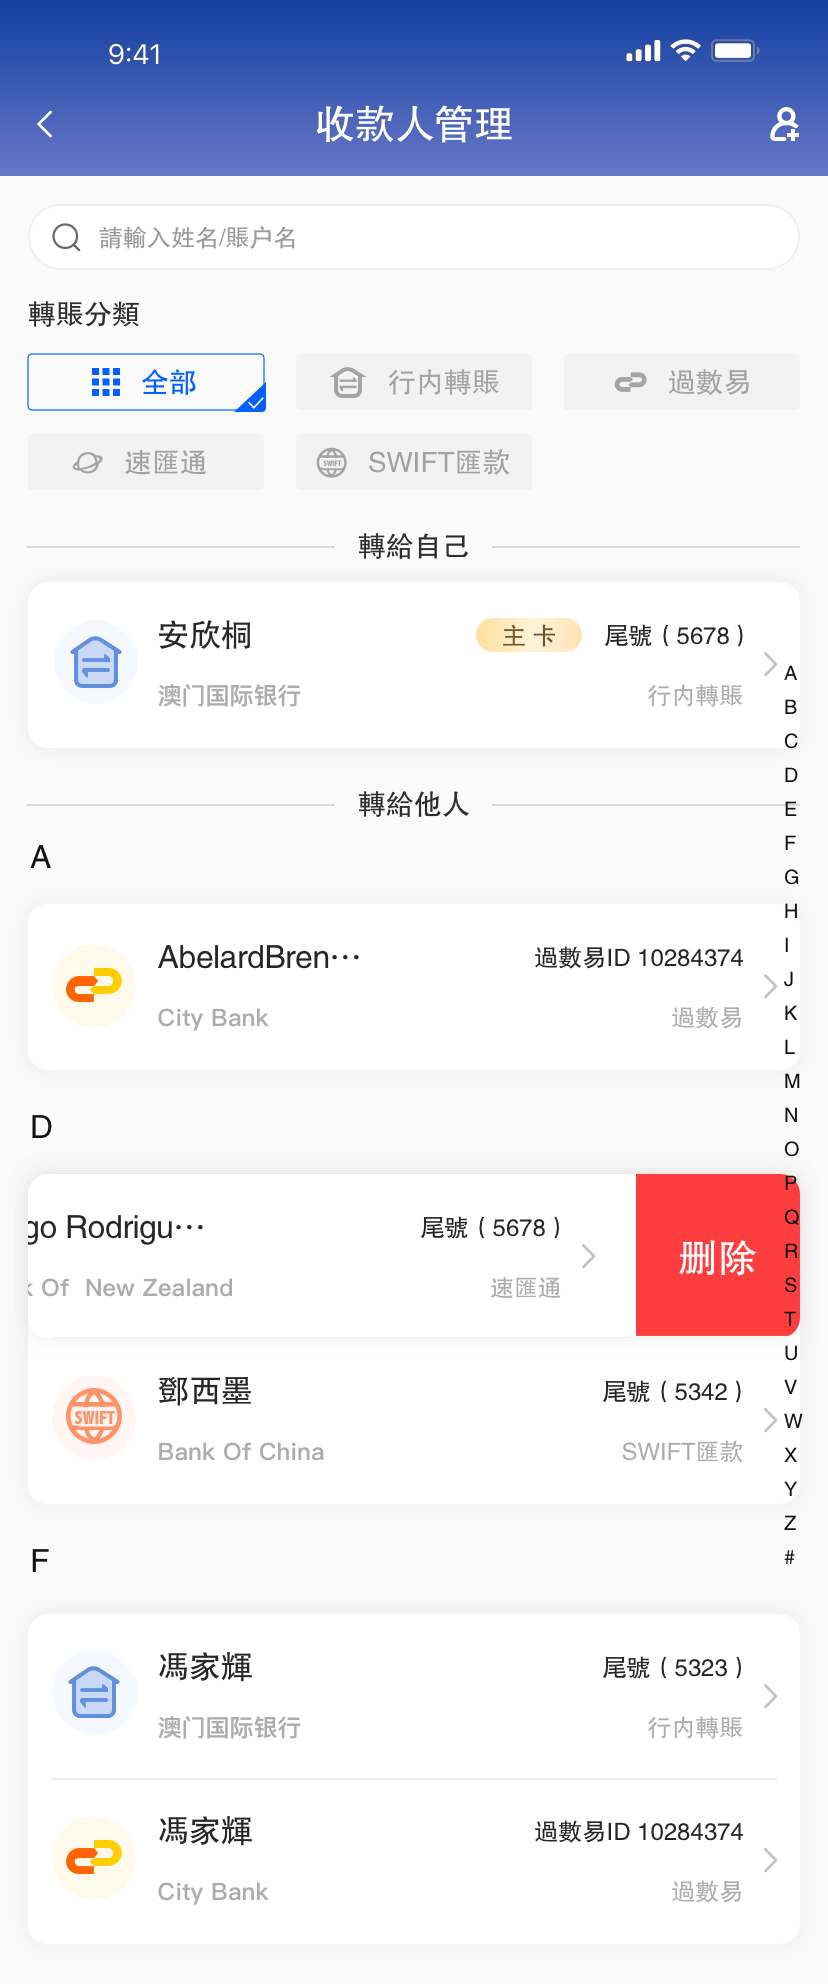 9:41
收款人管理
請輸入姓名/賬户名
轉賬分類
全部
行内轉賬
過數易
速匯通
SWIFT
SWIFT匯款
轉給自己
安欣桐
主 卡
尾號（5678）
澳门国际银行
行内轉賬
轉給他人
A
AbelardBren···
過數易ID 10284374
City Bank
過數易
D
go Rodrigu···
尾號（5678）
k Of  New Zealand
速匯通
删除
SWIFT
鄧西墨
尾號（5342）
Bank Of China
SWIFT匯款
F
馮家輝
尾號（5323）
澳门国际银行
行内轉賬
馮家輝
過數易ID 10284374
City Bank
過數易
A
B
C
D
E
F
G
H
I
J
K
L
M
N
O
P
Q
R
S
T
U
V
W
X
Y
Z
#